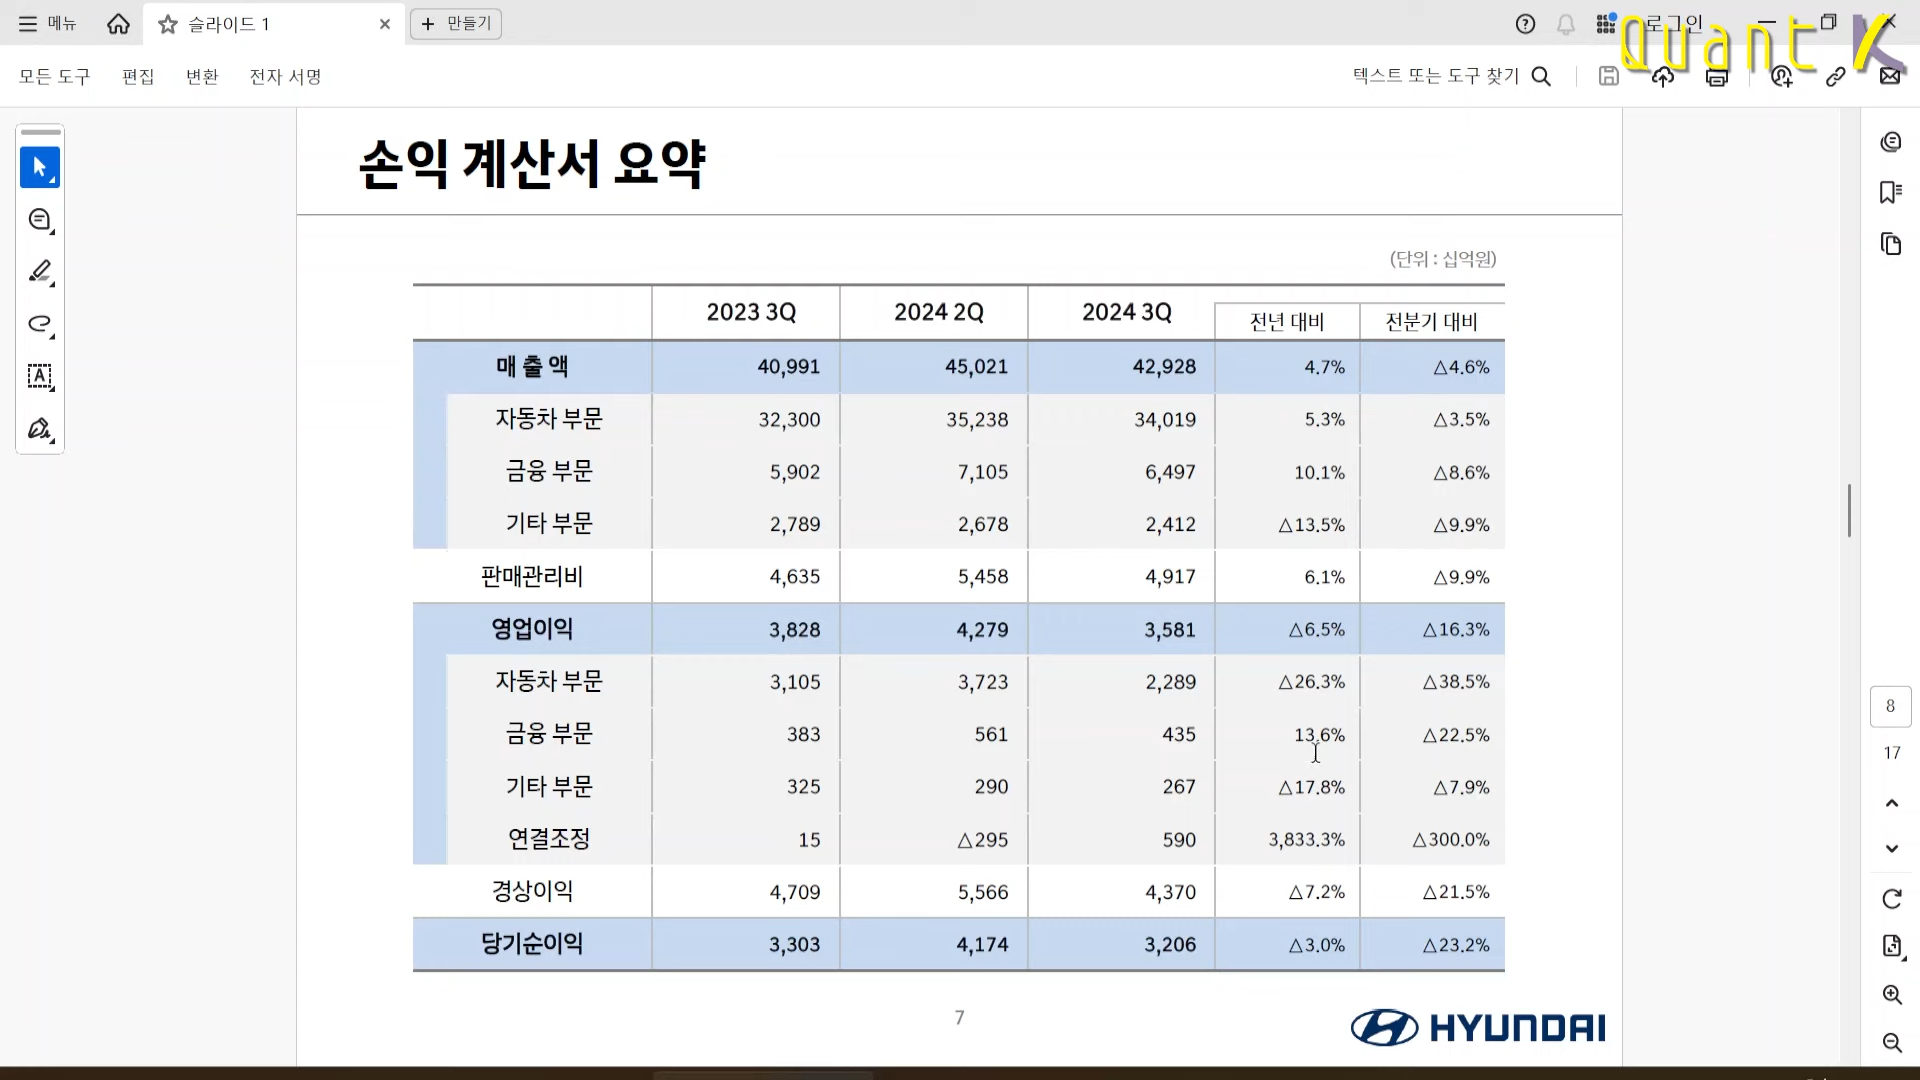 메뉴
슬라이드 1
만들기
로그인
Quant K
모든 도구 편집 변환 전자 서명
텍스트 또는 도구 찾기
손익 계산서 요약
(단위 : 십억원)
2023 3Q 2024 2Q 2024 3Q 전년 대비 전분기 대비
매 출 액 40,991 45,021 42,928 4.7% △4.6%
자동차 부문 32,300 35,238 34,019 5.3% △3.5%
금융 부문 5,902 7,105 6,497 10.1% △8.6%
기타 부문 2,789 2,678 2,412 △13.5% △9.9%
판매관리비 4,635 5,458 4,917 6.1% △9.9%
영업이익 3,828 4,279 3,581 △6.5% △16.3%
자동차 부문 3,105 3,723 2,289 △26.3% △38.5%
금융 부문 383 561 435 13.6% △22.5%
기타 부문 325 290 267 △17.8% △7.9%
연결조정 15 △295 590 3,833.3% △300.0%
경상이익 4,709 5,566 4,370 △7.2% △21.5%
당기순이익 3,303 4,174 3,206 △3.0% △23.2%
7
HYUNDAI
8
17